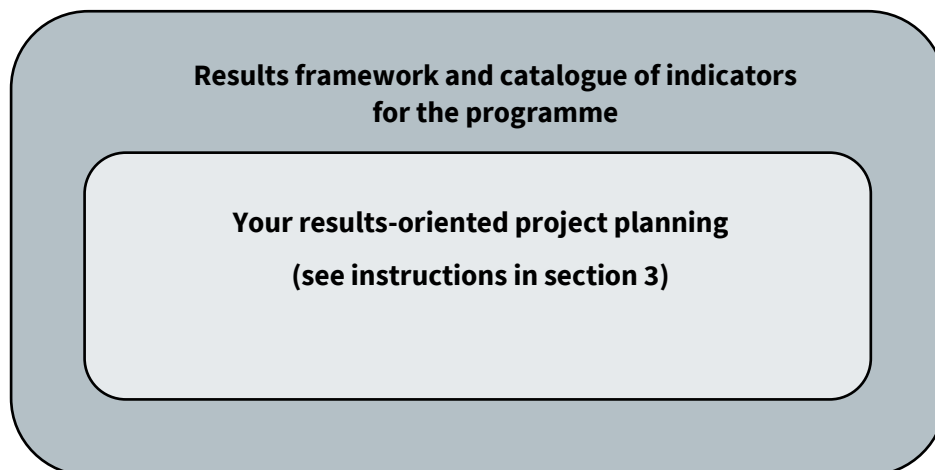 Results framework and catalogue of indicators
for the programme
Your results-oriented project planning
(see instructions in section 3)